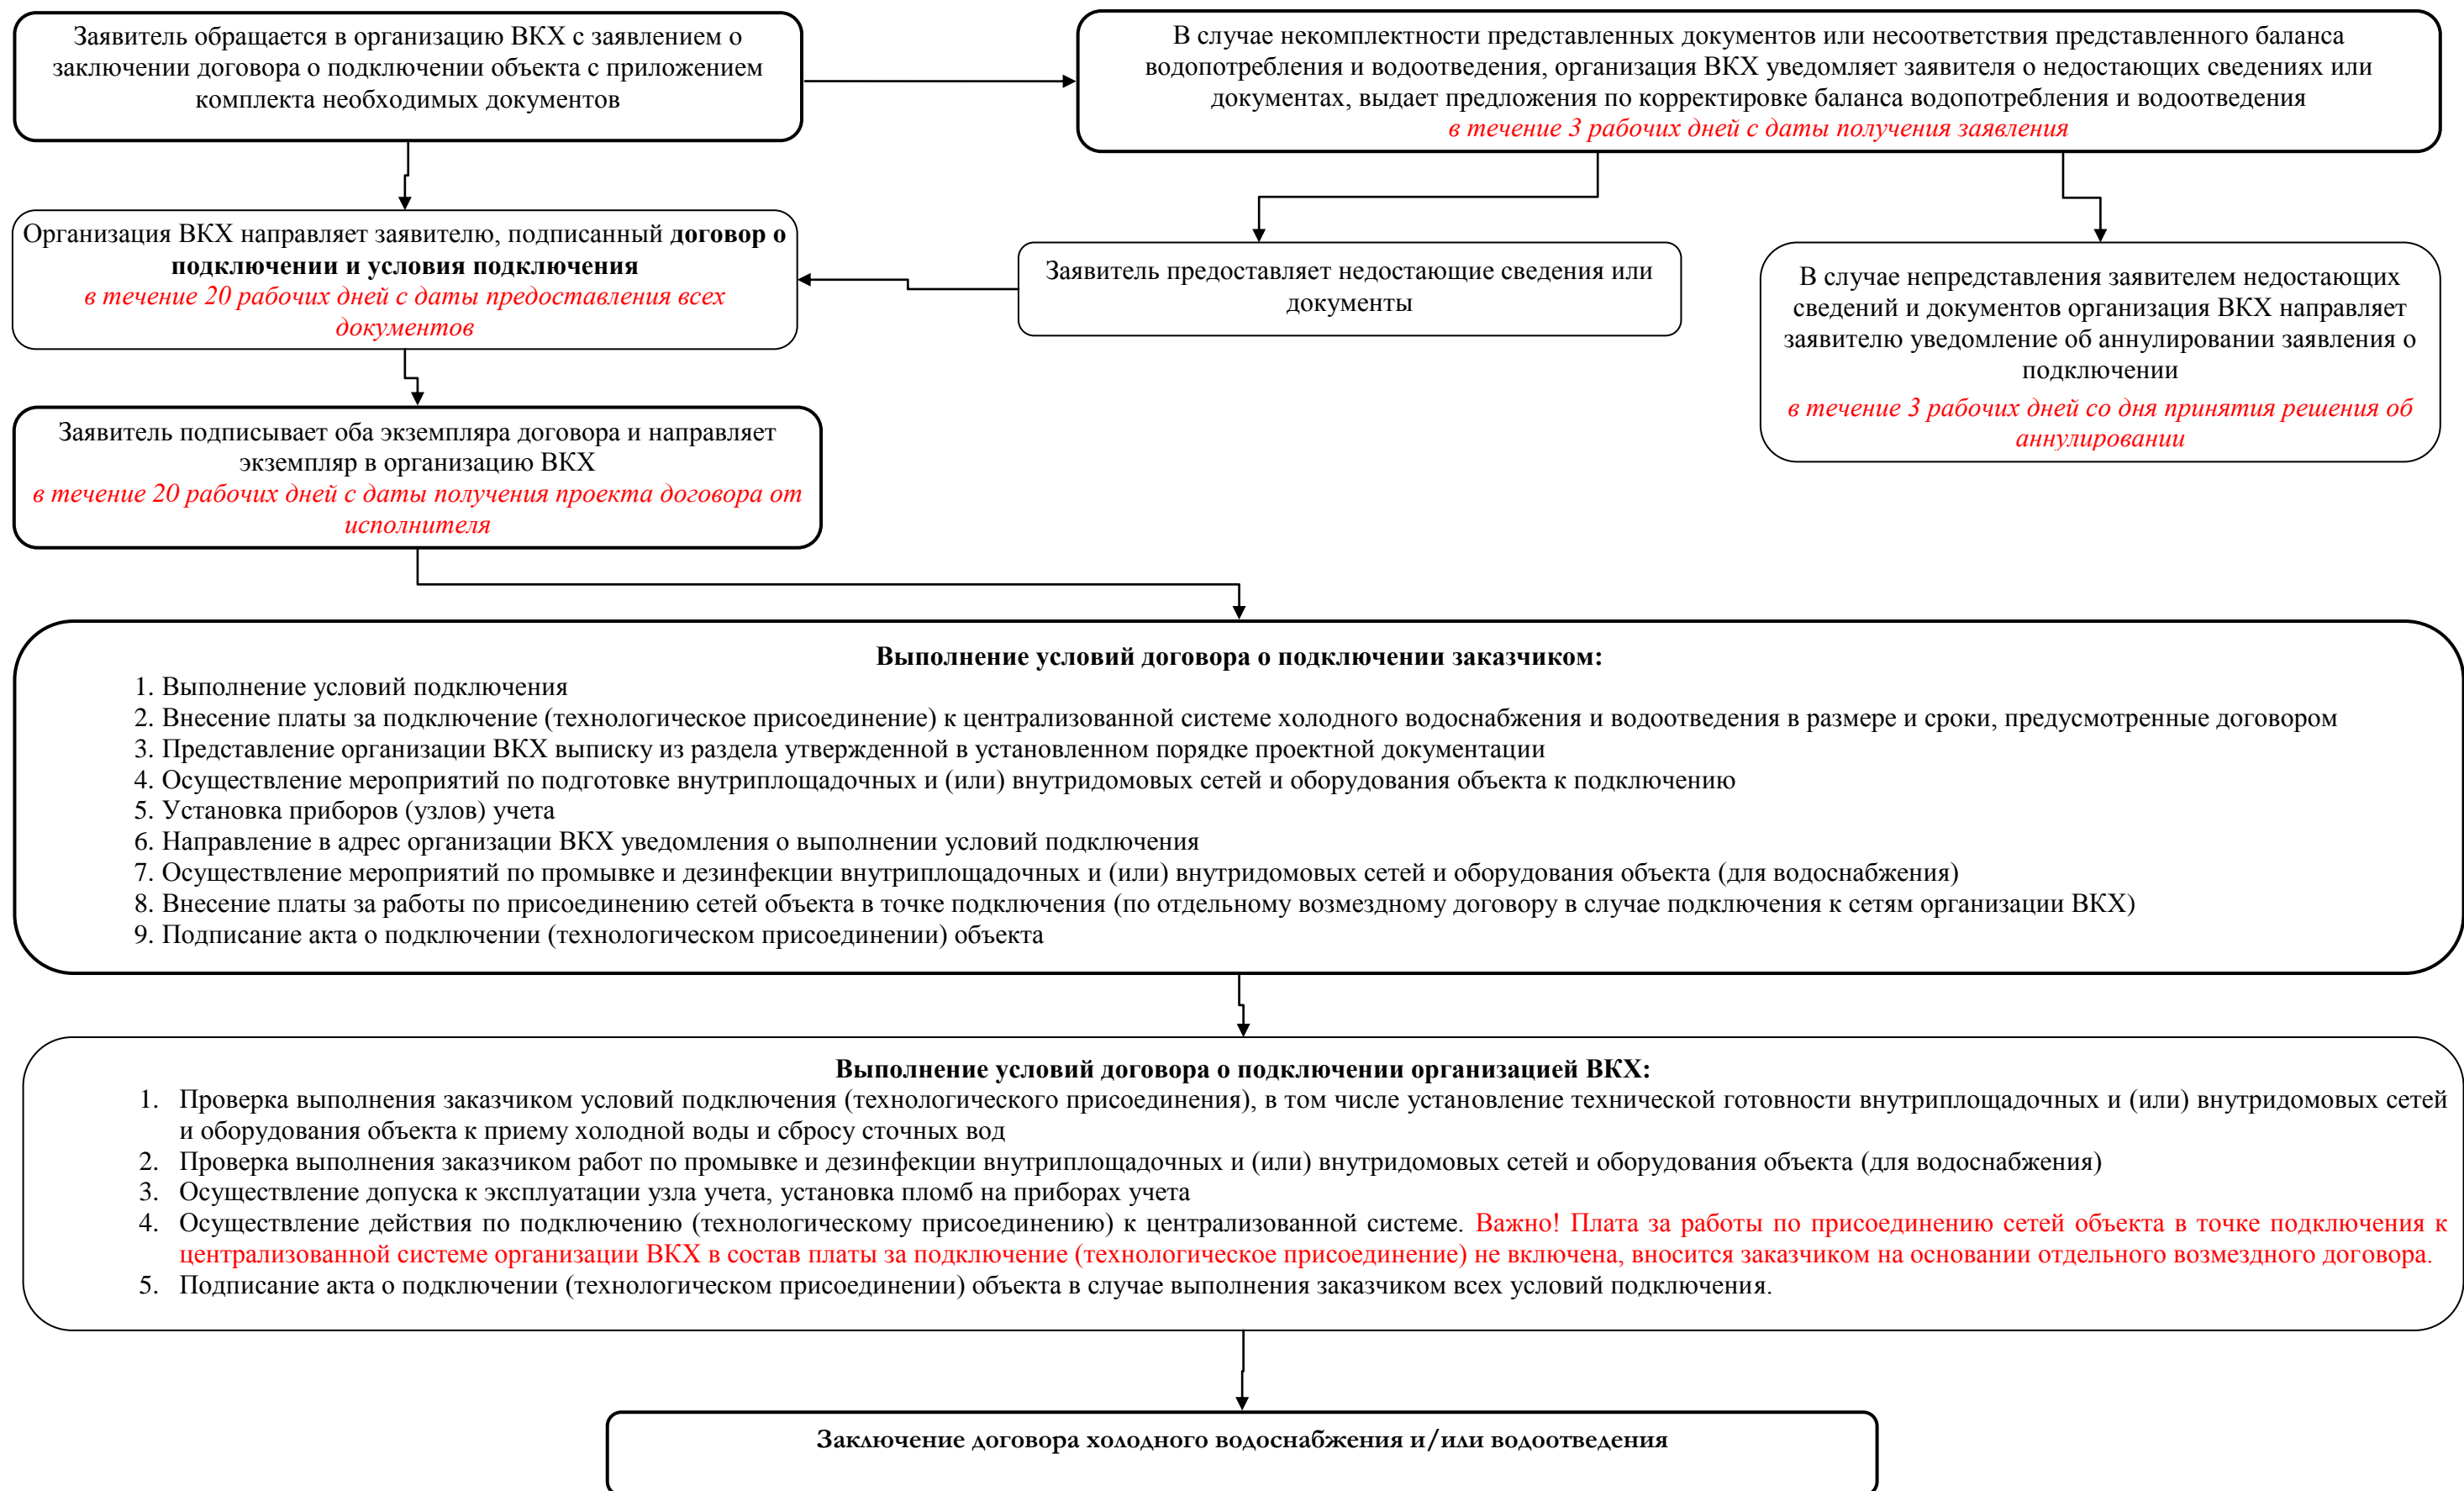 Заявитель обращается в организацию ВКХ с заявлением о
заключении договора о подключении объекта с приложением
комплекта необходимых документов
В случае некомплектности представленных документов или несоответствия представленного баланса
водопотребления и водоотведения, организация ВКХ уведомляет заявителя о недостающих сведениях или
документах, выдает предложения по корректировке баланса водопотребления и водоотведения
в течение 3 рабочих дней с даты получения заявления
Организация ВКХ направляет заявителю, подписанный договор о
подключении и условия подключения
в течение 20 рабочих дней с даты предоставления всех
документов
Заявитель предоставляет недостающие сведения или
документы
В случае непредставления заявителем недостающих
сведений и документов организация ВКХ направляет
заявителю уведомление об аннулировании заявления о
подключении
в течение 3 рабочих дней со дня принятия решения об
аннулировании
Заявитель подписывает оба экземпляра договора и направляет
экземпляр в организацию ВКХ
в течение 20 рабочих дней с даты получения проекта договора от
исполнителя
Выполнение условий договора о подключении заказчиком:
1. Выполнение условий подключения
2. Внесение платы за подключение (технологическое присоединение) к централизованной системе холодного водоснабжения и водоотведения в размере и сроки, предусмотренные договором
3. Представление организации ВКХ выписку из раздела утвержденной в установленном порядке проектной документации
4. Осуществление мероприятий по подготовке внутриплощадочных и (или) внутридомовых сетей и оборудования объекта к подключению
5. Установка приборов (узлов) учета
6. Направление в адрес организации ВКХ уведомления о выполнении условий подключения
7. Осуществление мероприятий по промывке и дезинфекции внутриплощадочных и (или) внутридомовых сетей и оборудования объекта (для водоснабжения)
8. Внесение платы за работы по присоединению сетей объекта в точке подключения (по отдельному возмездному договору в случае подключения к сетям организации ВКХ)
9. Подписание акта о подключении (технологическом присоединении) объекта
Выполнение условий договора о подключении организацией ВКХ:
1. Проверка выполнения заказчиком условий подключения (технологического присоединения), в том числе установление технической готовности внутриплощадочных и (или) внутридомовых сетей
и оборудования объекта к приему холодной воды и сбросу сточных вод
2. Проверка выполнения заказчиком работ по промывке и дезинфекции внутриплощадочных и (или) внутридомовых сетей и оборудования объекта (для водоснабжения)
3. Осуществление допуска к эксплуатации узла учета, установка пломб на приборах учета
4. Осуществление действия по подключению (технологическому присоединению) к централизованной системе. Важно! Плата за работы по присоединению сетей объекта в точке подключения к
централизованной системе организации ВКХ в состав платы за подключение (технологическое присоединение) не включена, вносится заказчиком на основании отдельного возмездного договора.
5. Подписание акта о подключении (технологическом присоединении) объекта в случае выполнения заказчиком всех условий подключения.
Заключение договора холодного водоснабжения и/или водоотведения